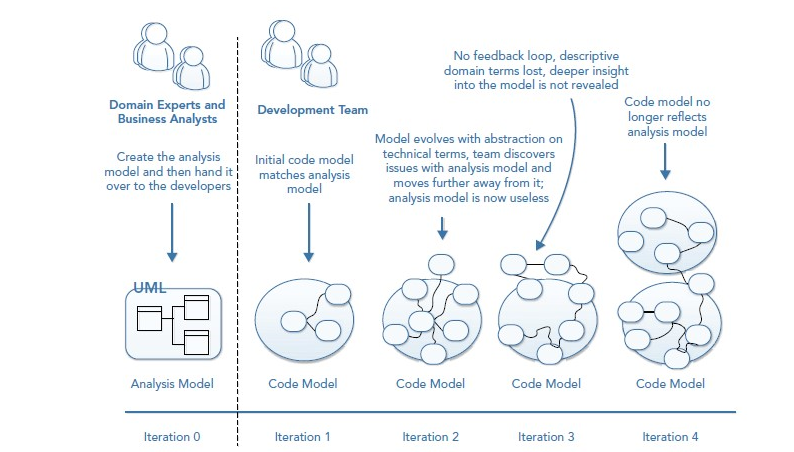 Domain Experts and
Business Analysts
Create the analysis
model and then hand it
over to the developers
UML
Analysis Model
Iteration 0
Development Team
Initial code model
matches analysis
model
Code Model
Iteration 1
Model evolves with abstraction on
technical terms, team discovers
issues with analysis model and
moves further away from it;
analysis model is now useless
Code Model
Iteration 2
No feedback loop, descriptive
domain terms lost, deeper insight
into the model is not revealed
Code Model
Iteration 3
Code model no
longer reflects
analysis model
Code Model
Iteration 4